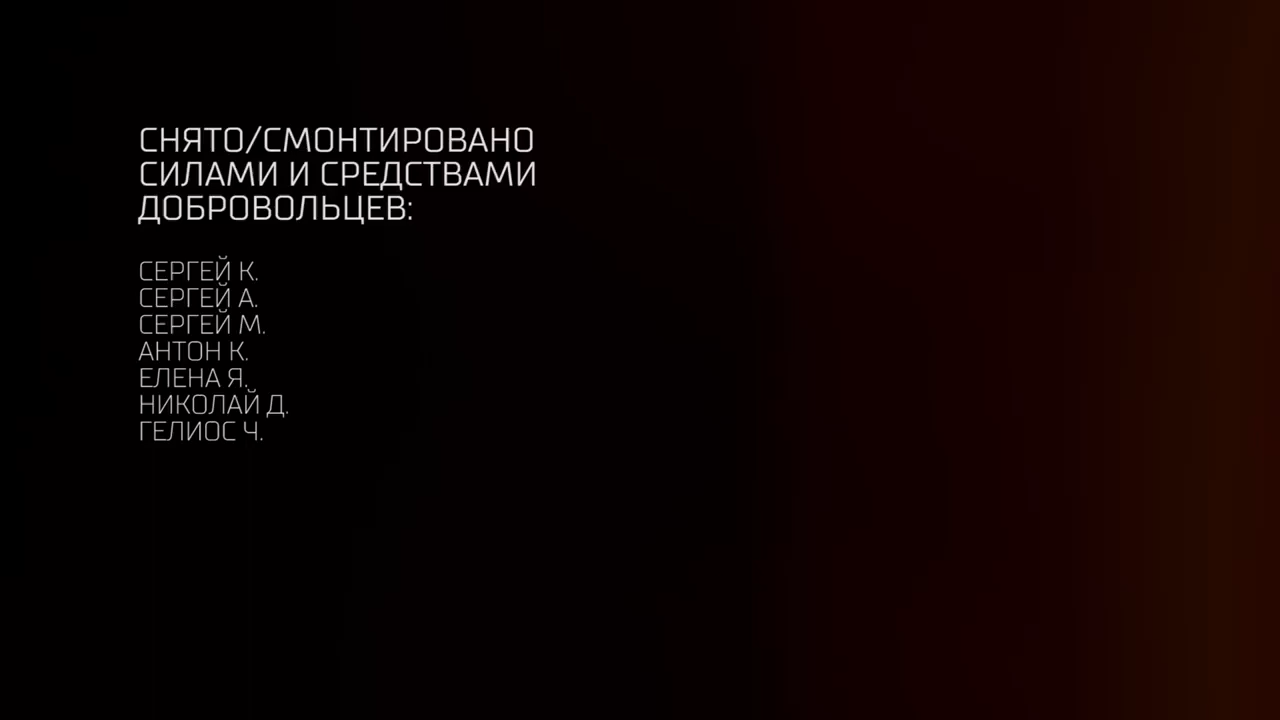 СНЯТО/СМОНТИРОВАНО
СИЛАМИ И СРЕДСТВАМИ
ДОБРОВОЛЬЦЕВ:
СЕРГЕЙ К.
СЕРГЕЙ А.
СЕРГЕЙ М.
АНТОН К.
ЕЛЕНА Я.
НИКОЛАЙ Д.
ГЕЛИОС Ч.